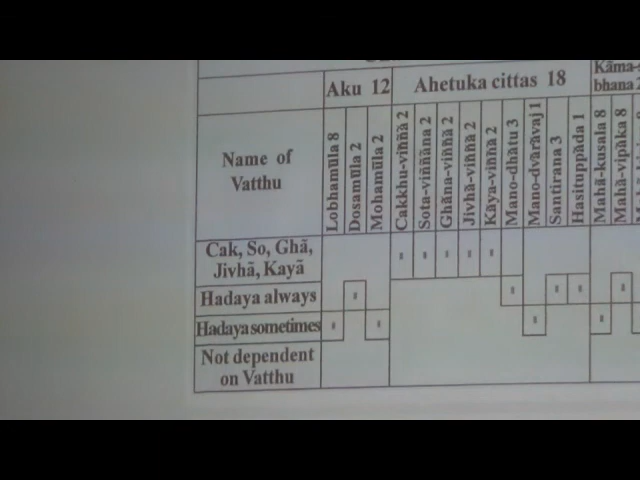 Aku 12
Ahetuka cittas 18
Kāma-
bhana 2
Name of
Vatthu
Lobhamūla 8
Dosamūla 2
Mohamūla 2
Cakkhu-viññā 2
Sota-viññāna 2
Ghāna-viññā 2
Jivhā-viññā 2
Kāya-viññā 2
Mano-dhātu 3
Mano-dvārāvaj 1
Santirana 3
Hasituppāda 1
Mahā-kusala 8
Mahā-vipāka 8
Cak, So, Ghā,
Jivhā, Kayā
Hadaya always
Hadaya sometimes
Not dependent
on Vatthu